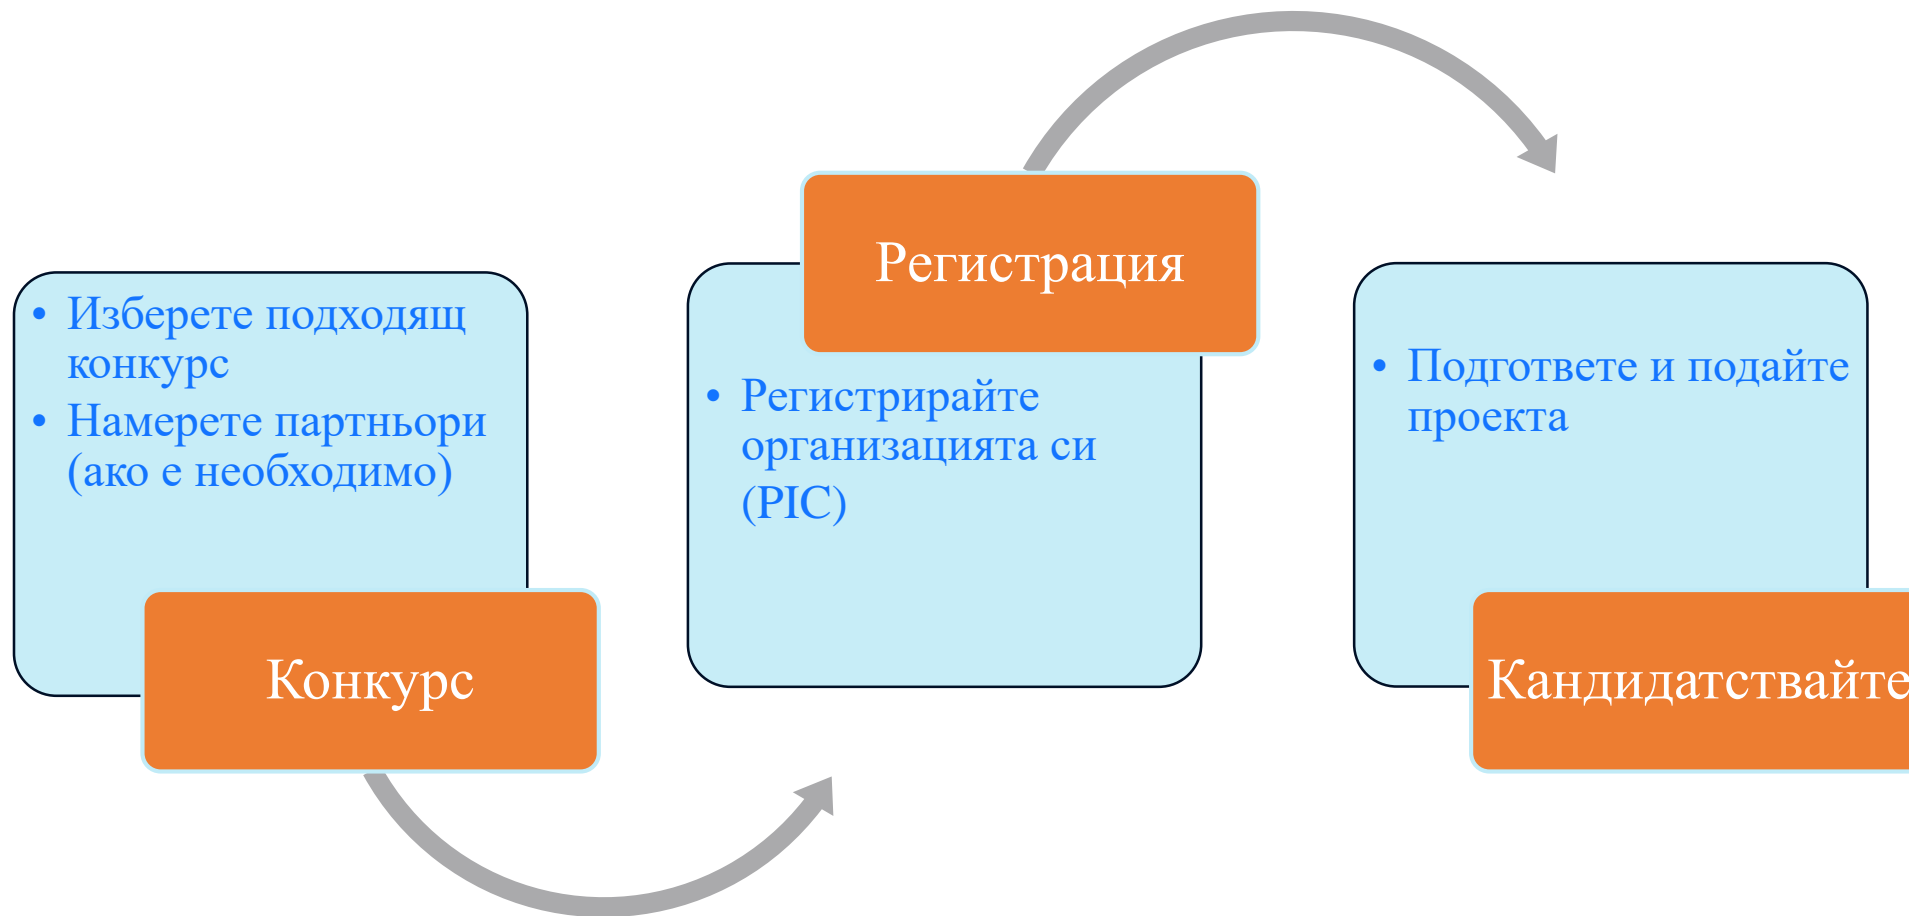 • Изберете подходящ
конкурс
• Намерете партньори
(ако е необходимо)
Конкурс
Регистрация
• Регистрирайте
организацията си
(PIC)
• Подгответе и подайте
проекта
Кандидатствайте